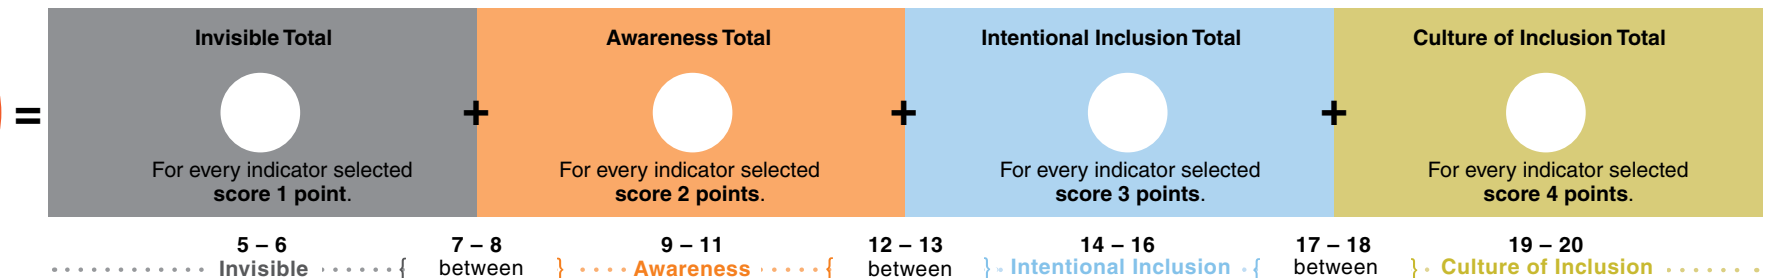 Invisible Total
Awareness Total
Intentional Inclusion Total
Culture of Inclusion Total
= + + +
For every indicator selected
score 1 point.
For every indicator selected
score 2 points.
For every indicator selected
score 3 points.
For every indicator selected
score 4 points.
5 – 6
Invisible
7 – 8
between
9 – 11
Awareness
12 – 13
between
14 – 16
Intentional Inclusion
17 – 18
between
19 – 20
Culture of Inclusion